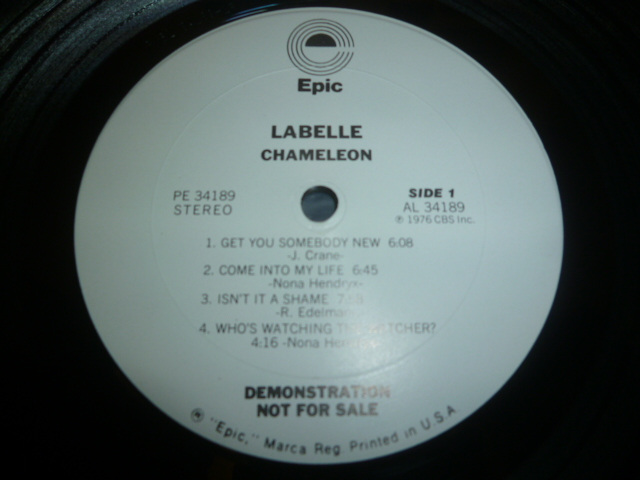 Epic
LABELLE
CHAMELEON
PE 34189
STEREO
SIDE 1
AL 34189
℗ 1976 CBS Inc.
1. GET YOU SOMEBODY NEW 6:08
-J. Crane-
2. COME INTO MY LIFE 6:45
-Nona Hendryx-
3. ISN'T IT A SHAME
-R.
4. WHO'S WATCHING
4:16 -Nona
DEMONSTRATION
NOT FOR SALE
"Epic," Marca Reg. Printed in U.S.A.